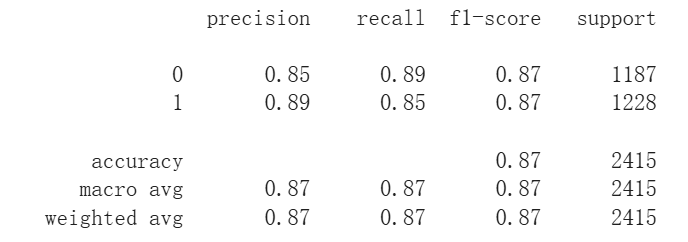 precision recall f1-score support
0 0.85 0.89 0.87 1187
1 0.89 0.85 0.87 1228
accuracy 0.87 2415
macro avg 0.87 0.87 0.87 2415
weighted avg 0.87 0.87 0.87 2415